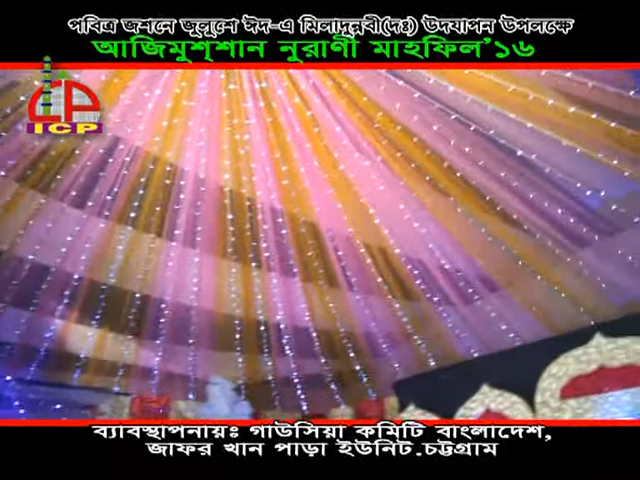 পবিত্র জশনে জুলুশে ঈদ-এ মিলাদুন্নবী(দঃ) উদযাপন উপলক্ষে
আজিমুশ্শান নুরাণী মাহফিল'১৬
ICP
ব্যাবস্থাপনায়ঃ গাউসিয়া কমিটি বাংলাদেশ,
জাফর খান পাড়া ইউনিট.চট্টগ্রাম